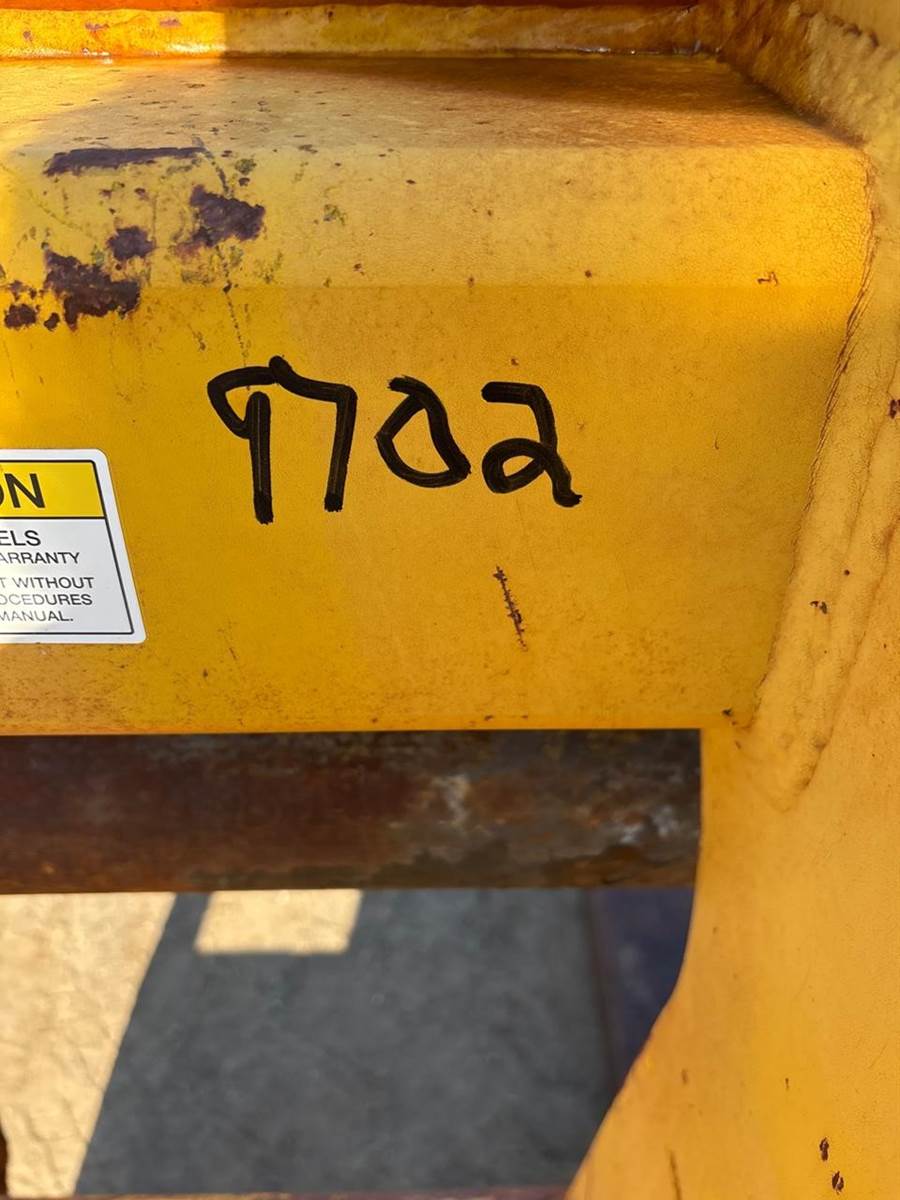 9702
ON
ELS
ARRANTY
T WITHOUT
OCEDURES
MANUAL.